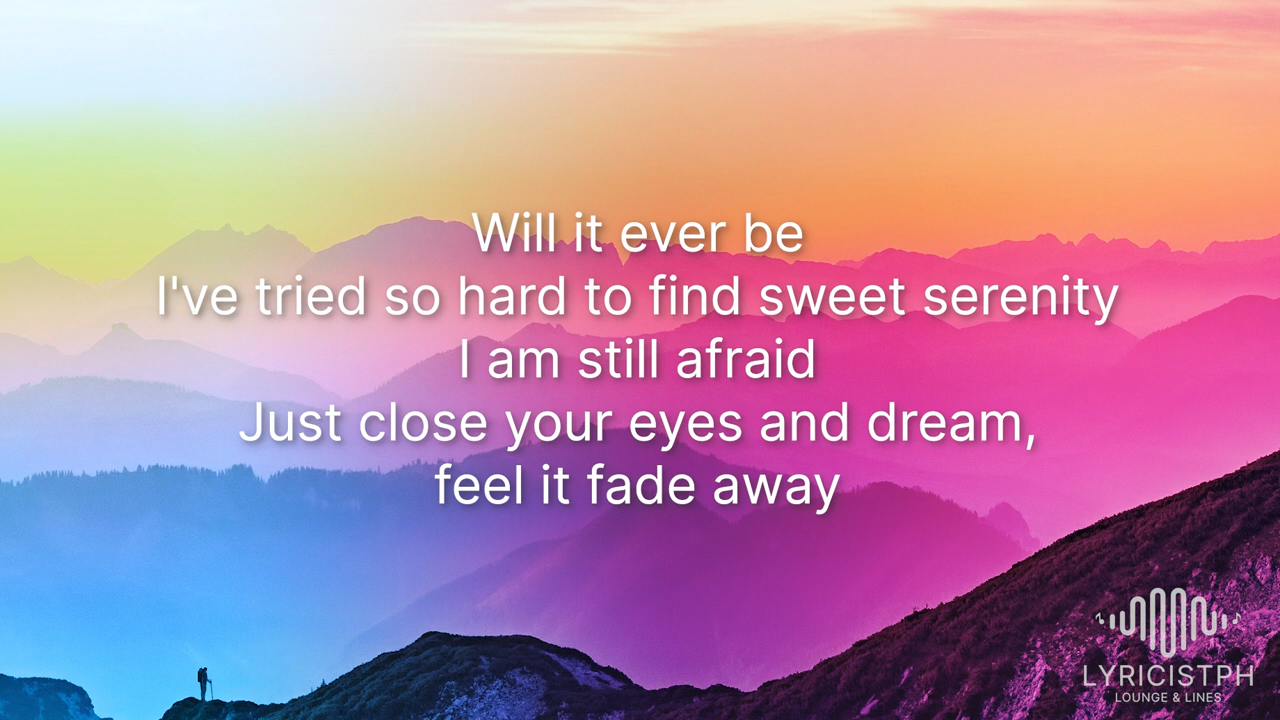 Will it ever be
I've tried so hard to find sweet serenity
I am still afraid
Just close your eyes and dream,
feel it fade away
LYRICISTPH
LOUNGE & LINES